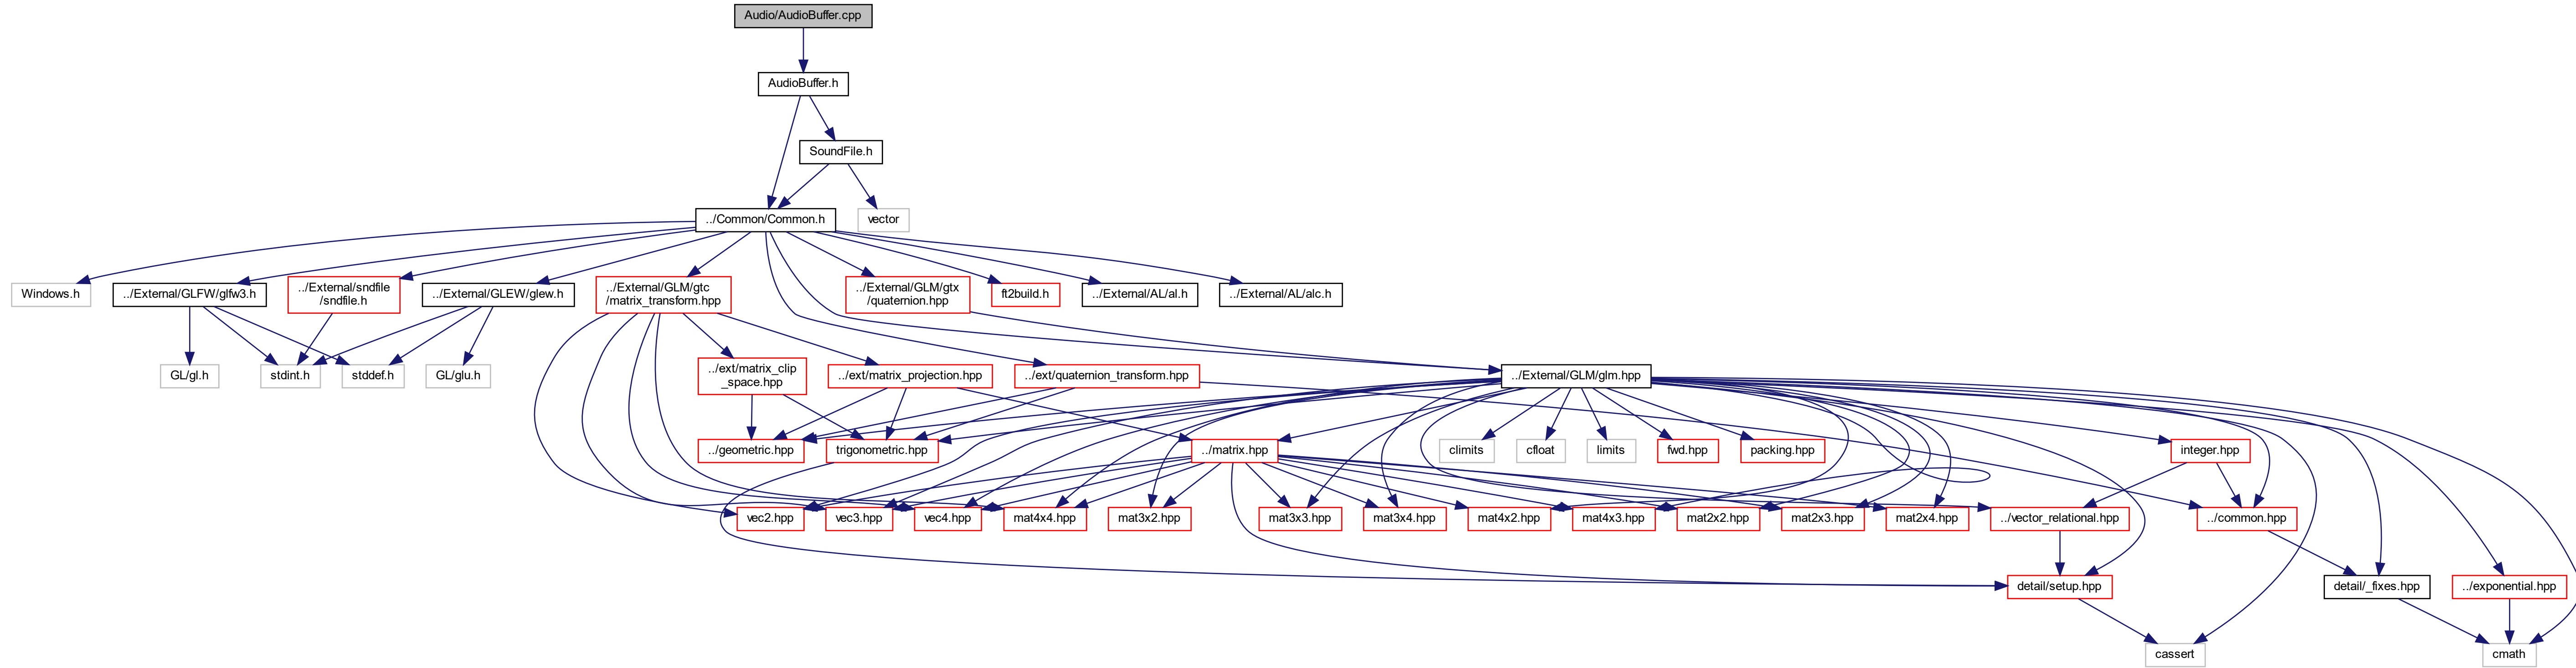 Audio/AudioBuffer.cpp
AudioBuffer.h
SoundFile.h
../Common/Common.h
vector
Windows.h
../External/GLFW/glfw3.h
../External/sndfile
/sndfile.h
../External/GLEW/glew.h
../External/GLM/gtc
/matrix_transform.hpp
../External/GLM/gtx
/quaternion.hpp
ft2build.h
../External/AL/al.h
../External/AL/alc.h
GL/gl.h
stdint.h
stddef.h
GL/glu.h
../ext/matrix_clip
_space.hpp
../ext/matrix_projection.hpp
../ext/quaternion_transform.hpp
../External/GLM/glm.hpp
../geometric.hpp
trigonometric.hpp
../matrix.hpp
climits
cfloat
limits
fwd.hpp
packing.hpp
integer.hpp
vec2.hpp
vec3.hpp
vec4.hpp
mat4x4.hpp
mat3x2.hpp
mat3x3.hpp
mat3x4.hpp
mat4x2.hpp
mat4x3.hpp
mat2x2.hpp
mat2x3.hpp
mat2x4.hpp
../vector_relational.hpp
../common.hpp
detail/setup.hpp
detail/_fixes.hpp
../exponential.hpp
cassert
cmath